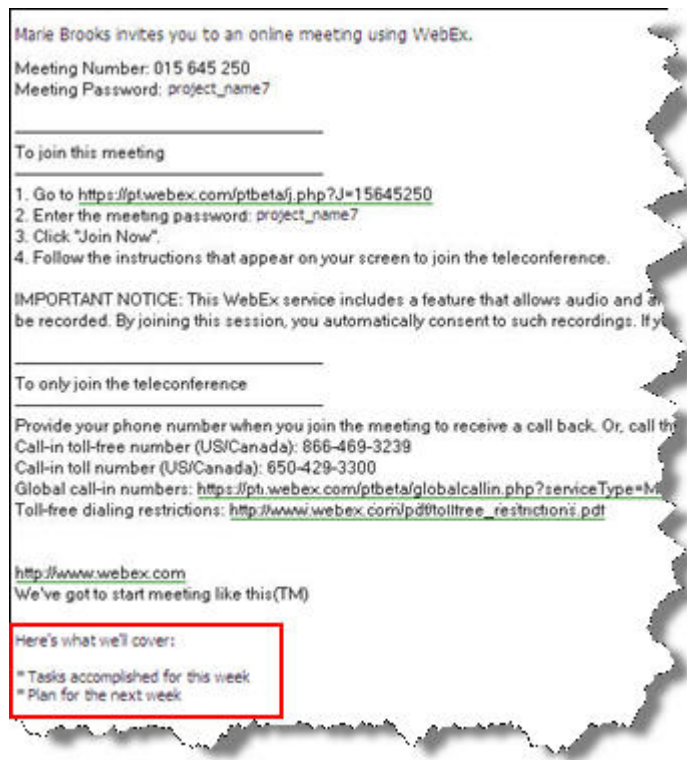 Marie Brooks invites you to an online meeting using WebEx.
Meeting Number: 015 645 250
Meeting Password: project_name7
To join this meeting
1. Go to https://pt.webex.com/ptbeta/j.php?J=15645250
2. Enter the meeting password: project_name7
3. Click "Join Now".
4. Follow the instructions that appear on your screen to join the teleconference.
IMPORTANT NOTICE: This WebEx service includes a feature that allows audio and
be recorded. By joining this session, you automatically consent to such recordings. If
To only join the teleconference
Provide your phone number when you join the meeting to receive a call back. Or, call
Call-in toll-free number (US/Canada): 866-469-3239
Call-in toll number (US/Canada): 650-429-3300
Global call-in numbers: https://pt.webex.com/ptbeta/globalcallin.php?serviceType=M
Toll-free dialing restrictions: http://www.webex.com/pdf/tollfree_restrictions.pdf
http://www.webex.com
We've got to start meeting like this(TM)
Here's what we'll cover:
* Tasks accomplished for this week
* Plan for the next week